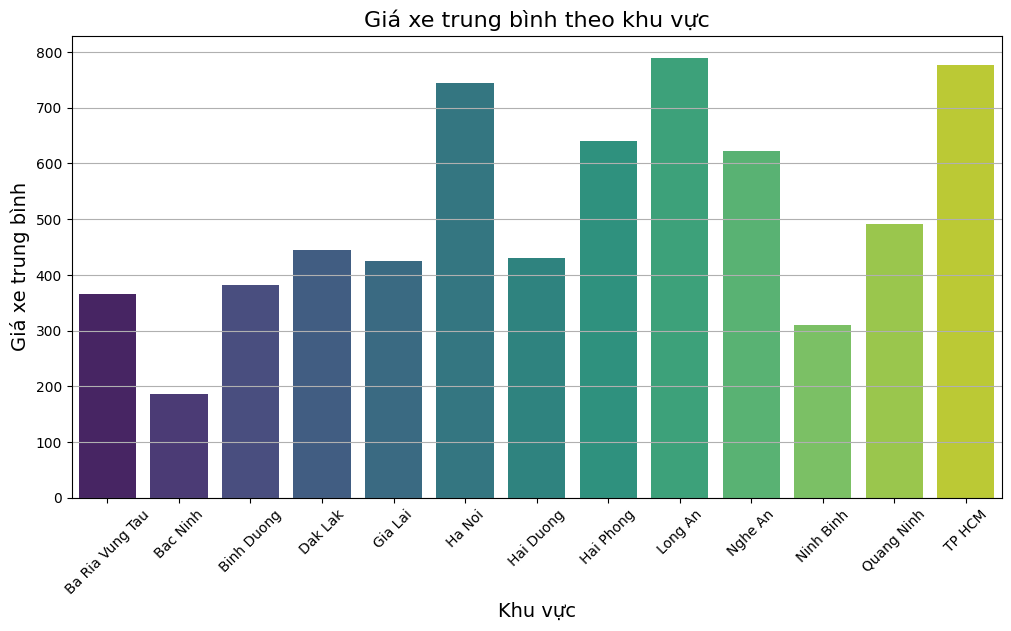 Giá xe trung bình theo khu vực
Giá xe trung bình
800
700
600
500
400
300
200
100
0
Ba Ria Vung Tau
Bac Ninh
Binh Duong
Dak Lak
Gia Lai
Ha Noi
Hai Duong
Hai Phong
Long An
Nghe An
Ninh Binh
Quang Ninh
TP HCM
Khu vực